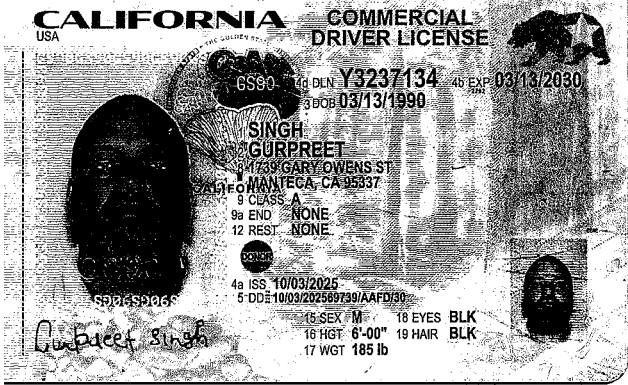 CALIFORNIA
USA
COMMERCIAL
DRIVER LICENSE
4d DLN Y3237134 4b EXP 03/13/2030
3 DOB 03/13/1990
SINGH
GURPREET
1739 GARY OWENS ST
MANTECA, CA 95337
9 CLASS A
9a END NONE
12 REST NONE
DONOR
4a ISS 10/03/2025
5 DD 10/03/202569739/AAFD/30
15 SEX M 18 EYES BLK
16 HGT 6'-00" 19 HAIR BLK
17 WGT 185 lb
Gurpreet Singh